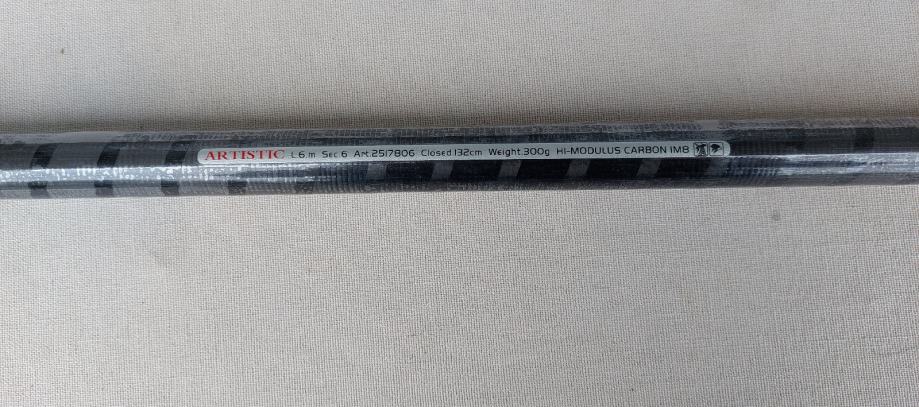 ARTISTIC L.6.m Sec.6 Art.2517806 Closed.132cm Weight.300g HI-MODULUS CARBON IM8